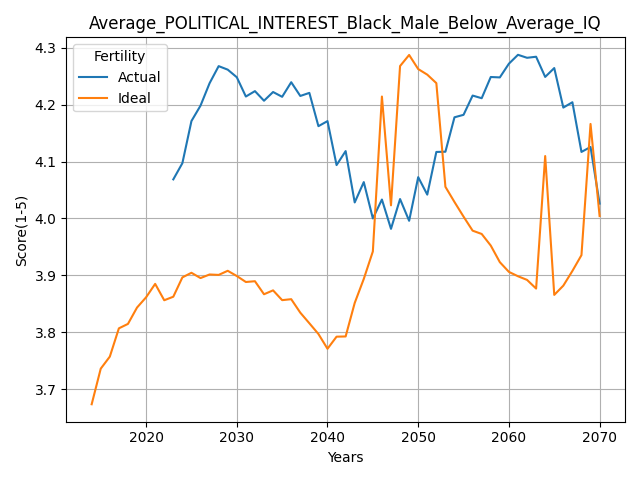 Average_POLITICAL_INTEREST_Black_Male_Below_Average_IQ
Fertility
Actual
Ideal
Score(1-5)
4.3
4.2
4.1
4.0
3.9
3.8
3.7
2020 2030 2040 2050 2060 2070
Years